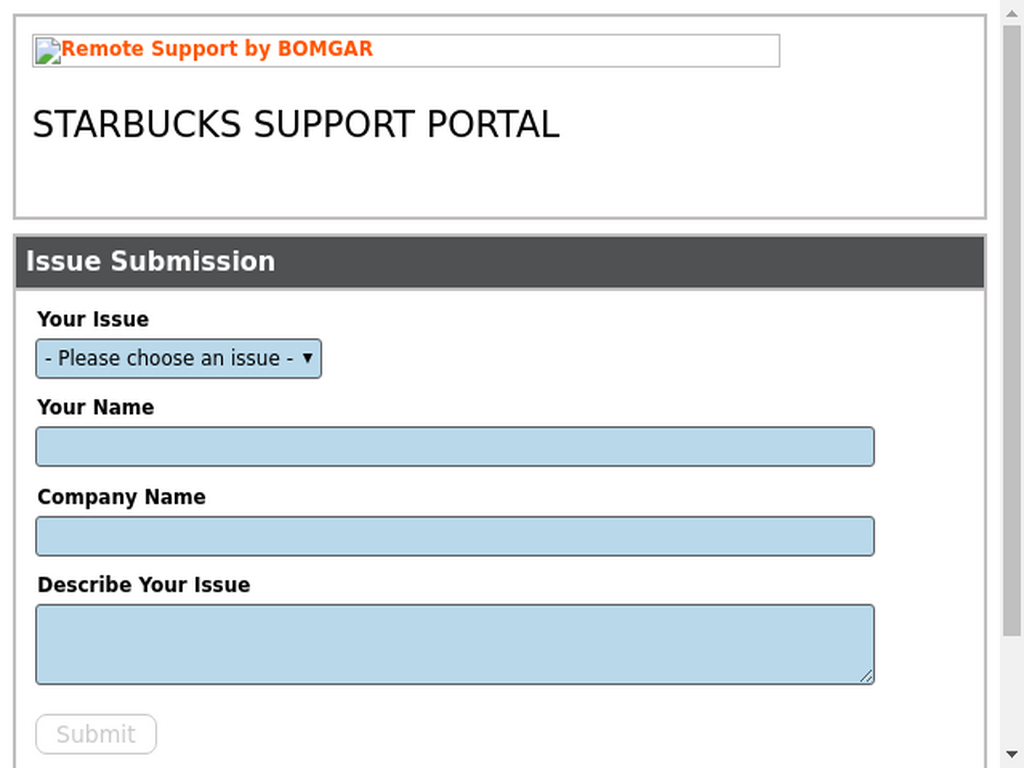 Remote Support by BOMGAR
STARBUCKS SUPPORT PORTAL
Issue Submission
Your Issue
- Please choose an issue -
Your Name
Company Name
Describe Your Issue
Submit